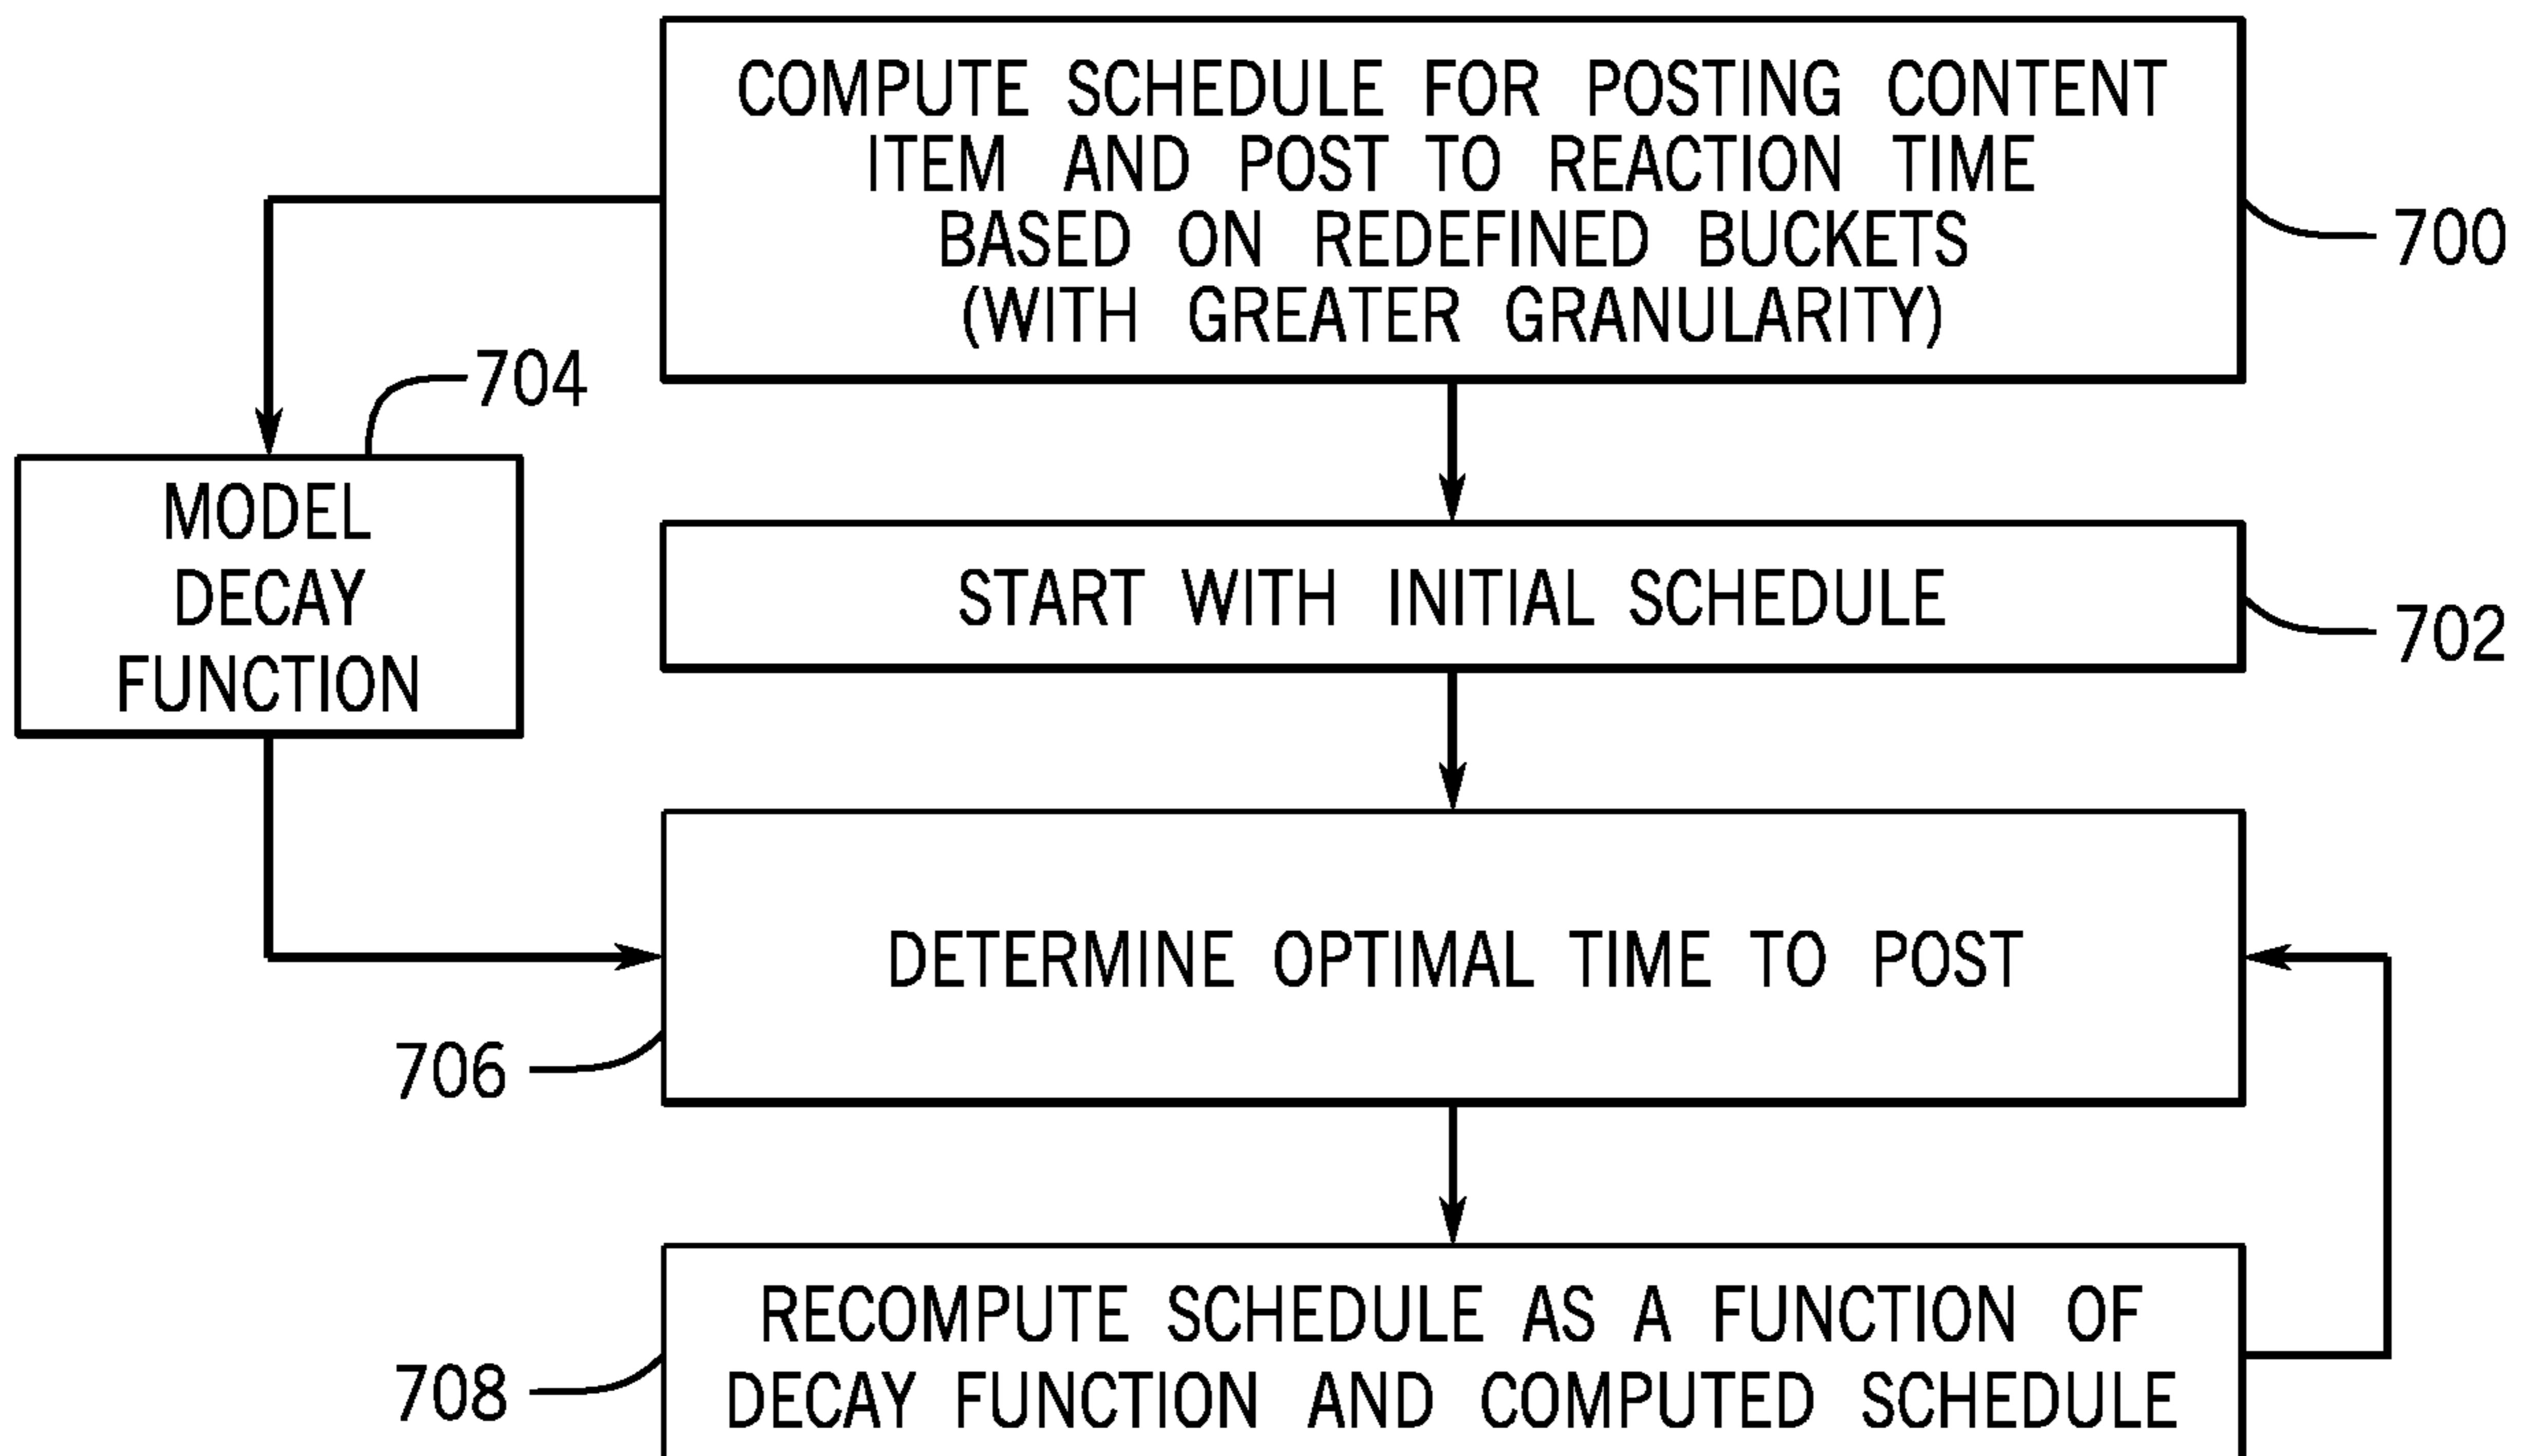 COMPUTE SCHEDULE FOR POSTING CONTENT
ITEM AND POST TO REACTION TIME
BASED ON REDEFINED BUCKETS
(WITH GREATER GRANULARITY)
700
704
MODEL
DECAY
FUNCTION
START WITH INITIAL SCHEDULE
702
DETERMINE OPTIMAL TIME TO POST
706
RECOMPUTE SCHEDULE AS A FUNCTION OF
DECAY FUNCTION AND COMPUTED SCHEDULE
708